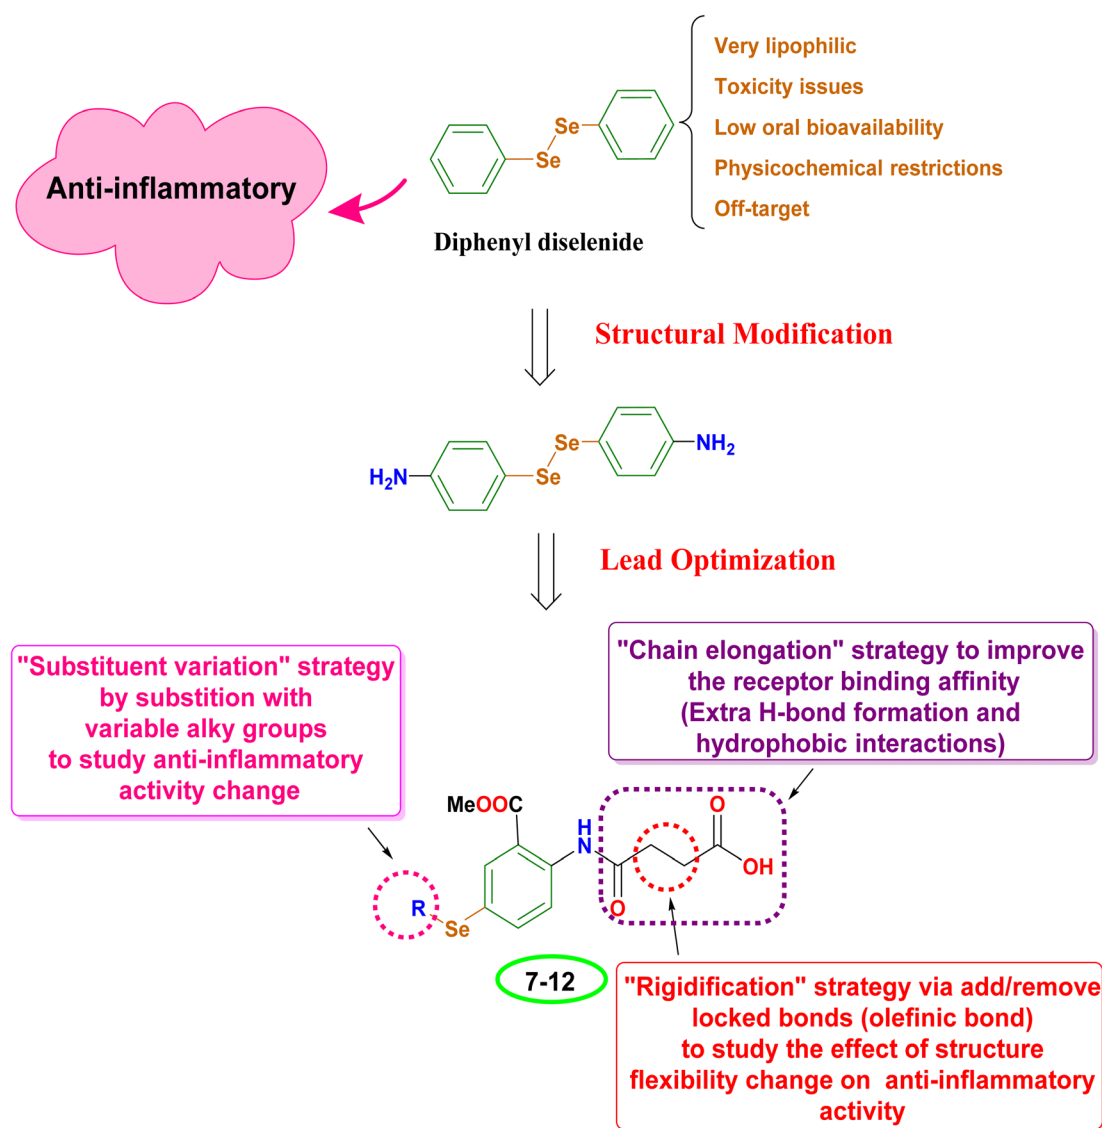 Very lipophilic
Toxicity issues
Low oral bioavailability
Physicochemical restrictions
Off-target
Anti-inflammatory
Se
Se
Diphenyl diselenide
Structural Modification
Se
NH2
H2N
Se
Lead Optimization
"Substituent variation" strategy
by substition with
variable alky groups
to study anti-inflammatory
activity change
"Chain elongation" strategy to improve
the receptor binding affinity
(Extra H-bond formation and
hydrophobic interactions)
MeOOC
H
N
O
OH
O
R
Se
7-12
"Rigidification" strategy via add/remove
locked bonds (olefinic bond)
to study the effect of structure
flexibility change on anti-inflammatory
activity